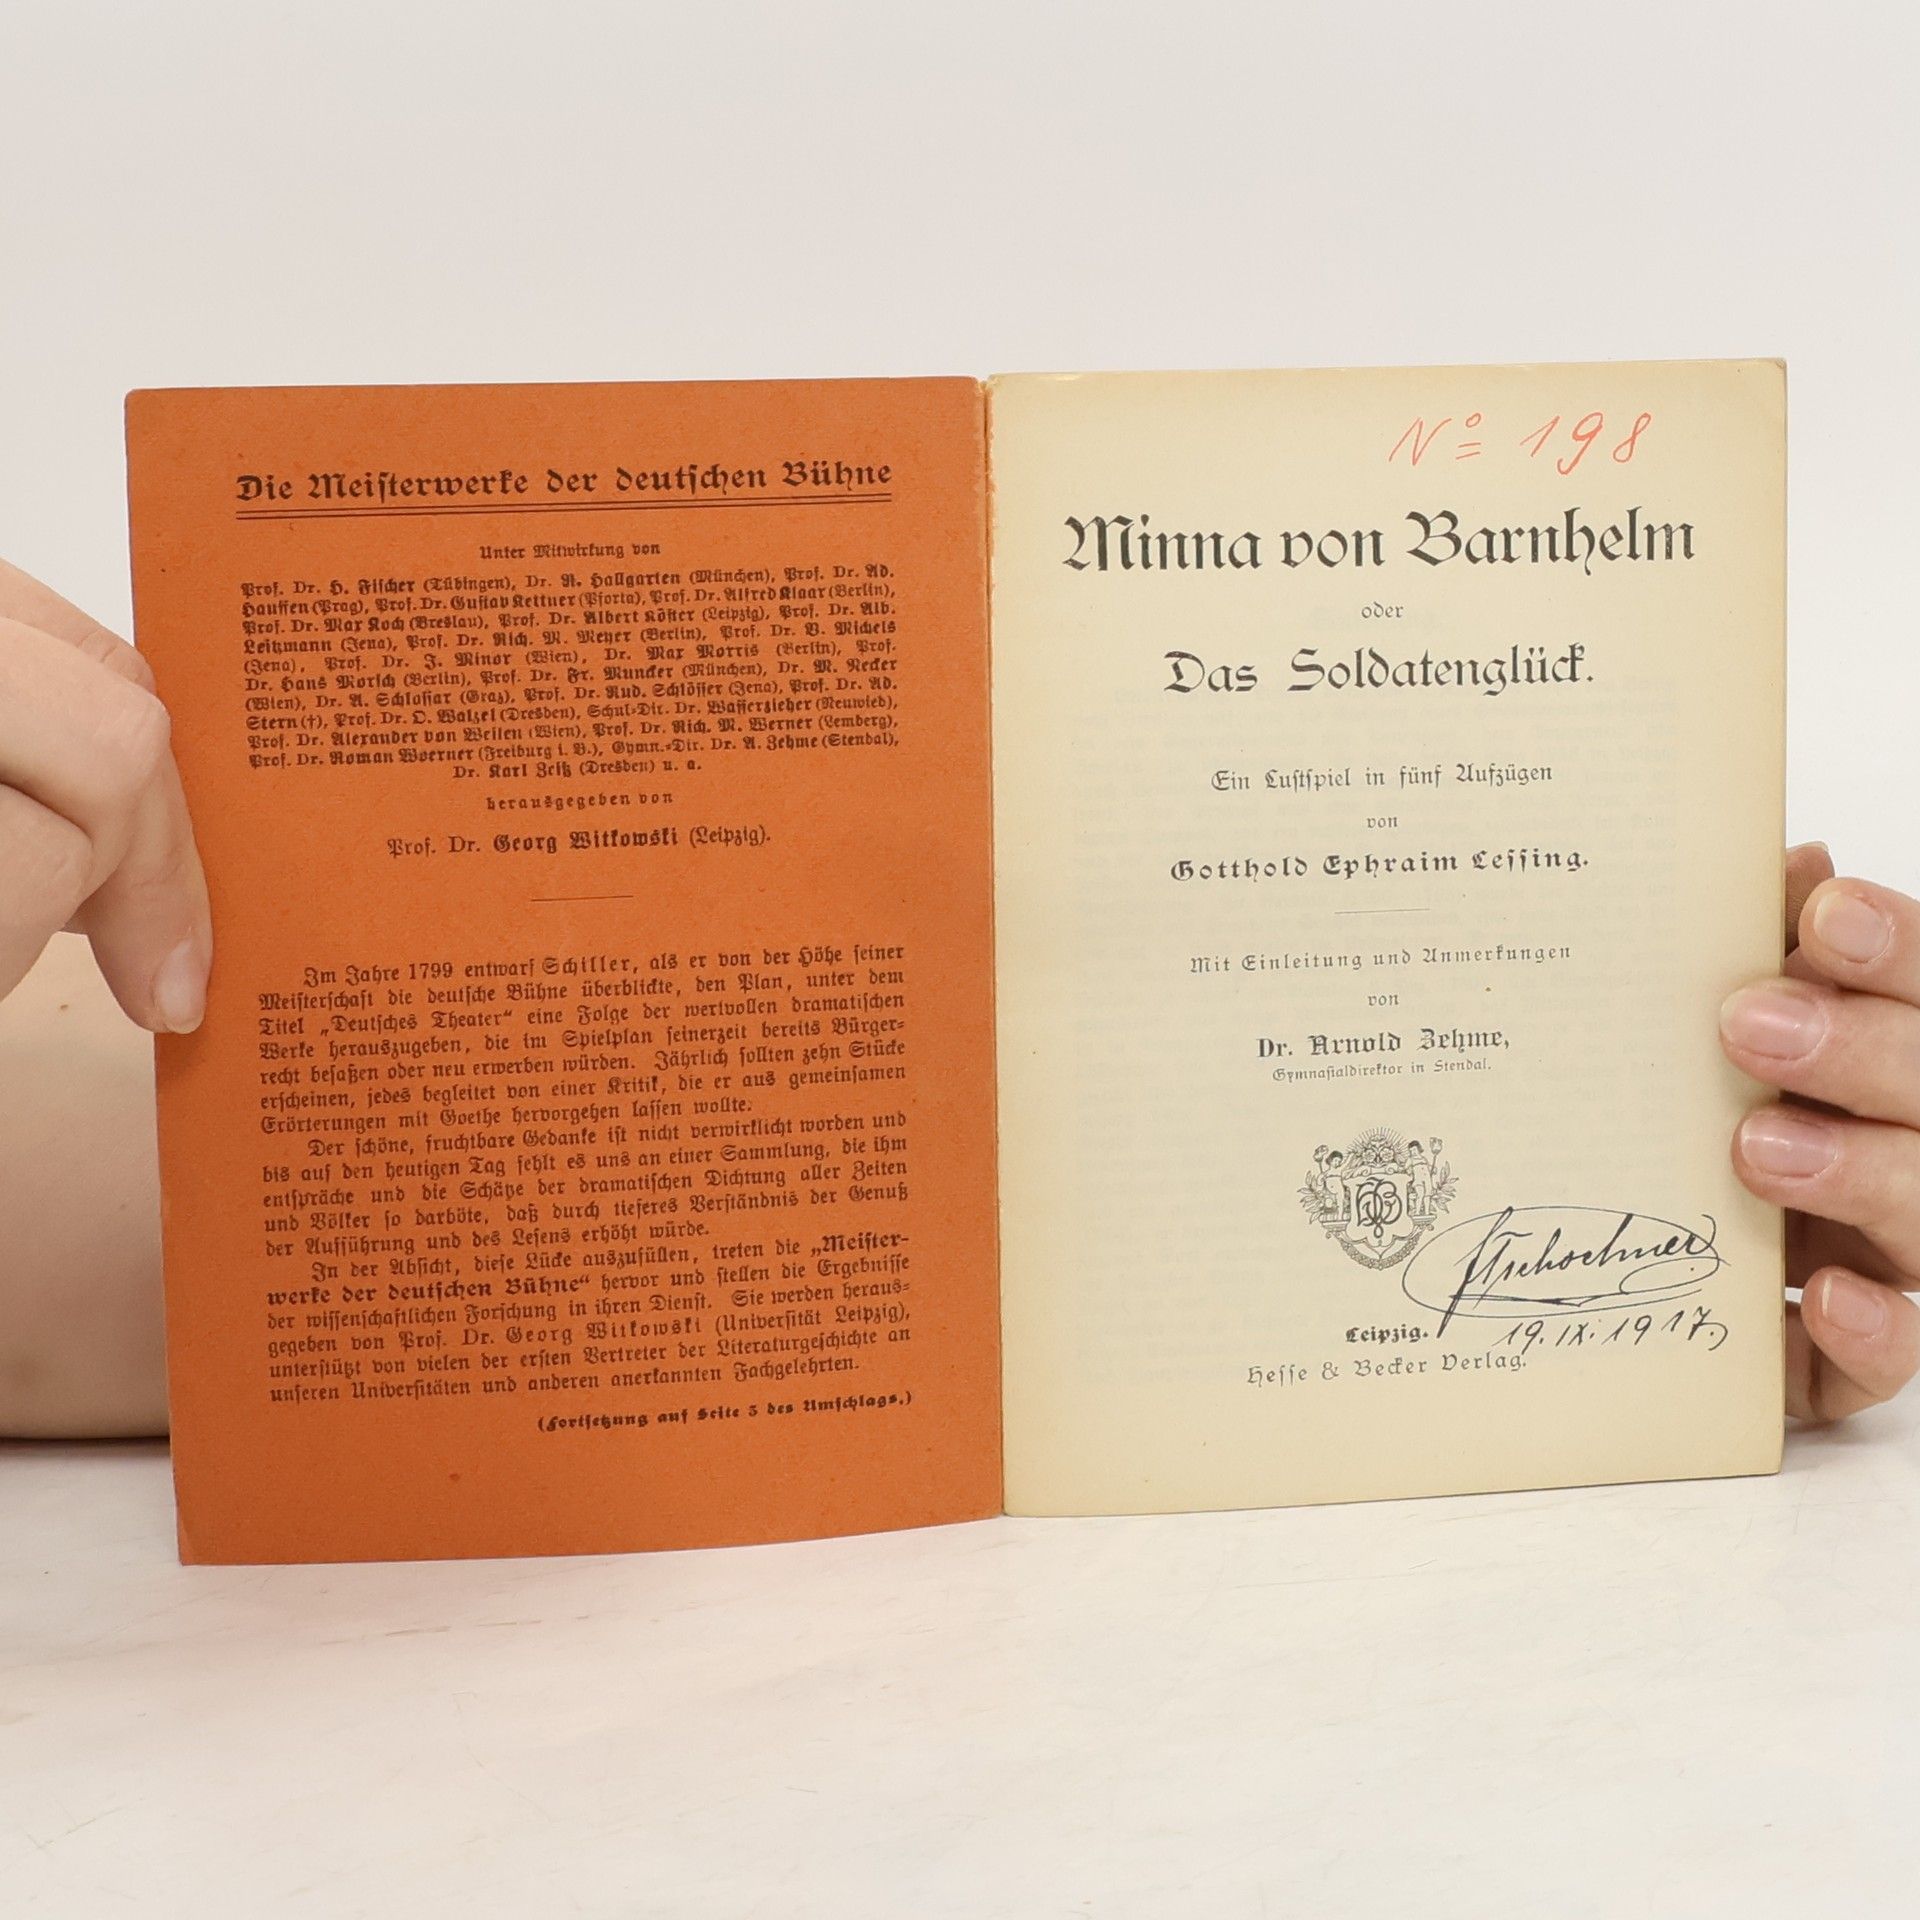 Die Meisterwerke der deutschen Bühne
Unter Mitwirkung von
Prof. Dr. H. Fischer (Tübingen), Dr. R. Hallgarten (München), Prof. Dr. Ad.
Hauffen (Prag), Prof. Dr. Gustav Kettner (Pforta), Prof. Dr. Alfred Klaar (Berlin),
Prof. Dr. Max Koch (Breslau), Prof. Dr. Albert Köster (Leipzig), Prof. Dr. Alb.
Leitzmann (Jena), Prof. Dr. Rich. M. Meyer (Berlin), Prof. Dr. V. Michels
(Jena), Prof. Dr. J. Minor (Wien), Dr. Max Morris (Berlin), Prof.
Dr. Hans Morsch (Berlin), Prof. Dr. Fr. Muncker (München), Dr. M. Necker
(Wien), Dr. A. Schlossar (Graz), Prof. Dr. Rud. Schlösser (Jena), Prof. Dr. Ad.
Stern (†), Prof. Dr. O. Walzel (Dresden), Schul-Dir. Dr. Wasserzieher (Neuwied),
Prof. Dr. Alexander von Weilen (Wien), Prof. Dr. Rich. M. Werner (Lemberg),
Prof. Dr. Roman Woerner (Freiburg i. B.), Gymn.-Dir. Dr. A. Zehme (Stendal),
Dr. Karl Zeiß (Dresden) u. a.
herausgegeben von
Prof. Dr. Georg Witkowski (Leipzig).
Im Jahre 1799 entwarf Schiller, als er von der Höhe seiner
Meisterschaft die deutsche Bühne überblickte, den Plan, unter dem
Titel „Deutsches Theater“ eine Folge der wertvollen dramatischen
Werke herauszugeben, die im Spielplan seinerzeit bereits Bürger-
recht besaßen oder neu erwerben würden. Jährlich sollten zehn Stücke
erscheinen, jedes begleitet von einer Kritik, die er aus gemeinsamen
Erörterungen mit Goethe hervorgehen lassen wollte.
Der schöne, fruchtbare Gedanke ist nicht verwirklicht worden und
bis auf den heutigen Tag fehlt es uns an einer Sammlung, die ihm
entspräche und die Schätze der dramatischen Dichtung aller Zeiten
und Völker so darböte, daß durch tieferes Verständnis der Genuß
der Aufführung und des Lesens erhöht würde.
In der Absicht, diese Lücke auszufüllen, treten die „Meister-
werke der deutschen Bühne“ hervor und stellen die Ergebnisse
der wissenschaftlichen Forschung in ihren Dienst. Sie werden heraus-
gegeben von Prof. Dr. Georg Witkowski (Universität Leipzig),
unterstützt von vielen der ersten Vertreter der Literaturgeschichte an
unseren Universitäten und anderen anerkannten Fachgelehrten.
(Fortsetzung auf Seite 3 des Umschlags.)
No 198
Minna von Barnhelm
oder
Das Soldatenglück.
Ein Lustspiel in fünf Aufzügen
von
Gotthold Ephraim Lessing.
Mit Einleitung und Anmerkungen
von
Dr. Arnold Zehme,
Gymnasialdirektor in Stendal.
Leipzig.
19. IX. 1917.
Hesse & Becker Verlag.